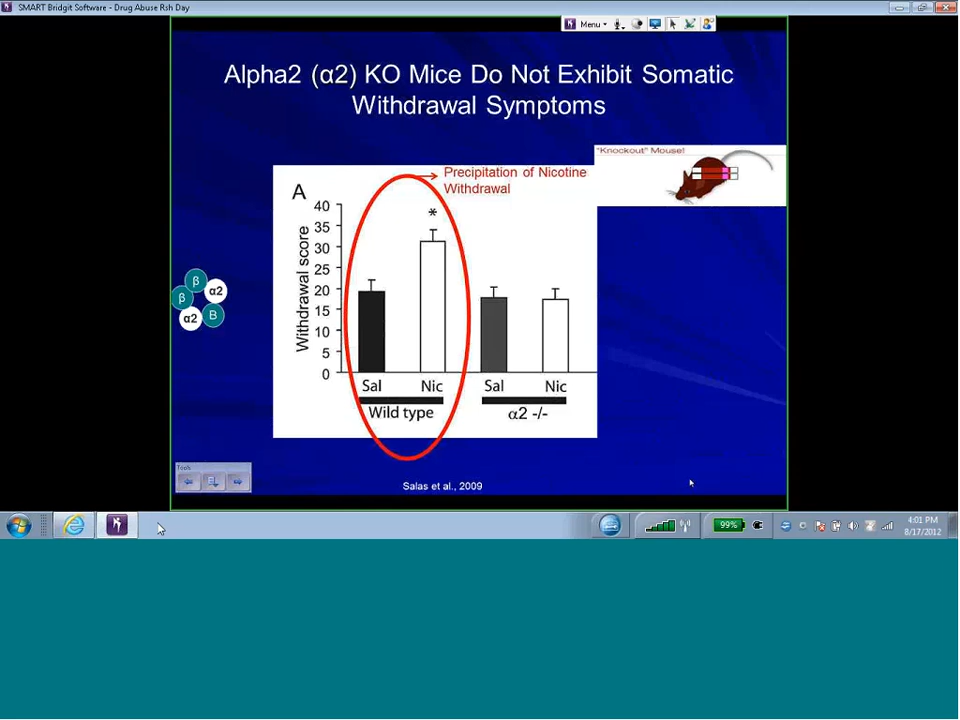 SMART Bridgit Software - Drug Abuse Rsh Day
Menu
Alpha2 (α2) KO Mice Do Not Exhibit Somatic
Withdrawal Symptoms
"Knockout" Mouse!
Precipitation of Nicotine
Withdrawal
A
*
Withdrawal score
40
35
30
25
20
15
10
5
0
Sal Nic Sal Nic
Wild type α2 -/-
β
β α2
α2 B
Tools
Salas et al., 2009
99%
4:01 PM
8/17/2012